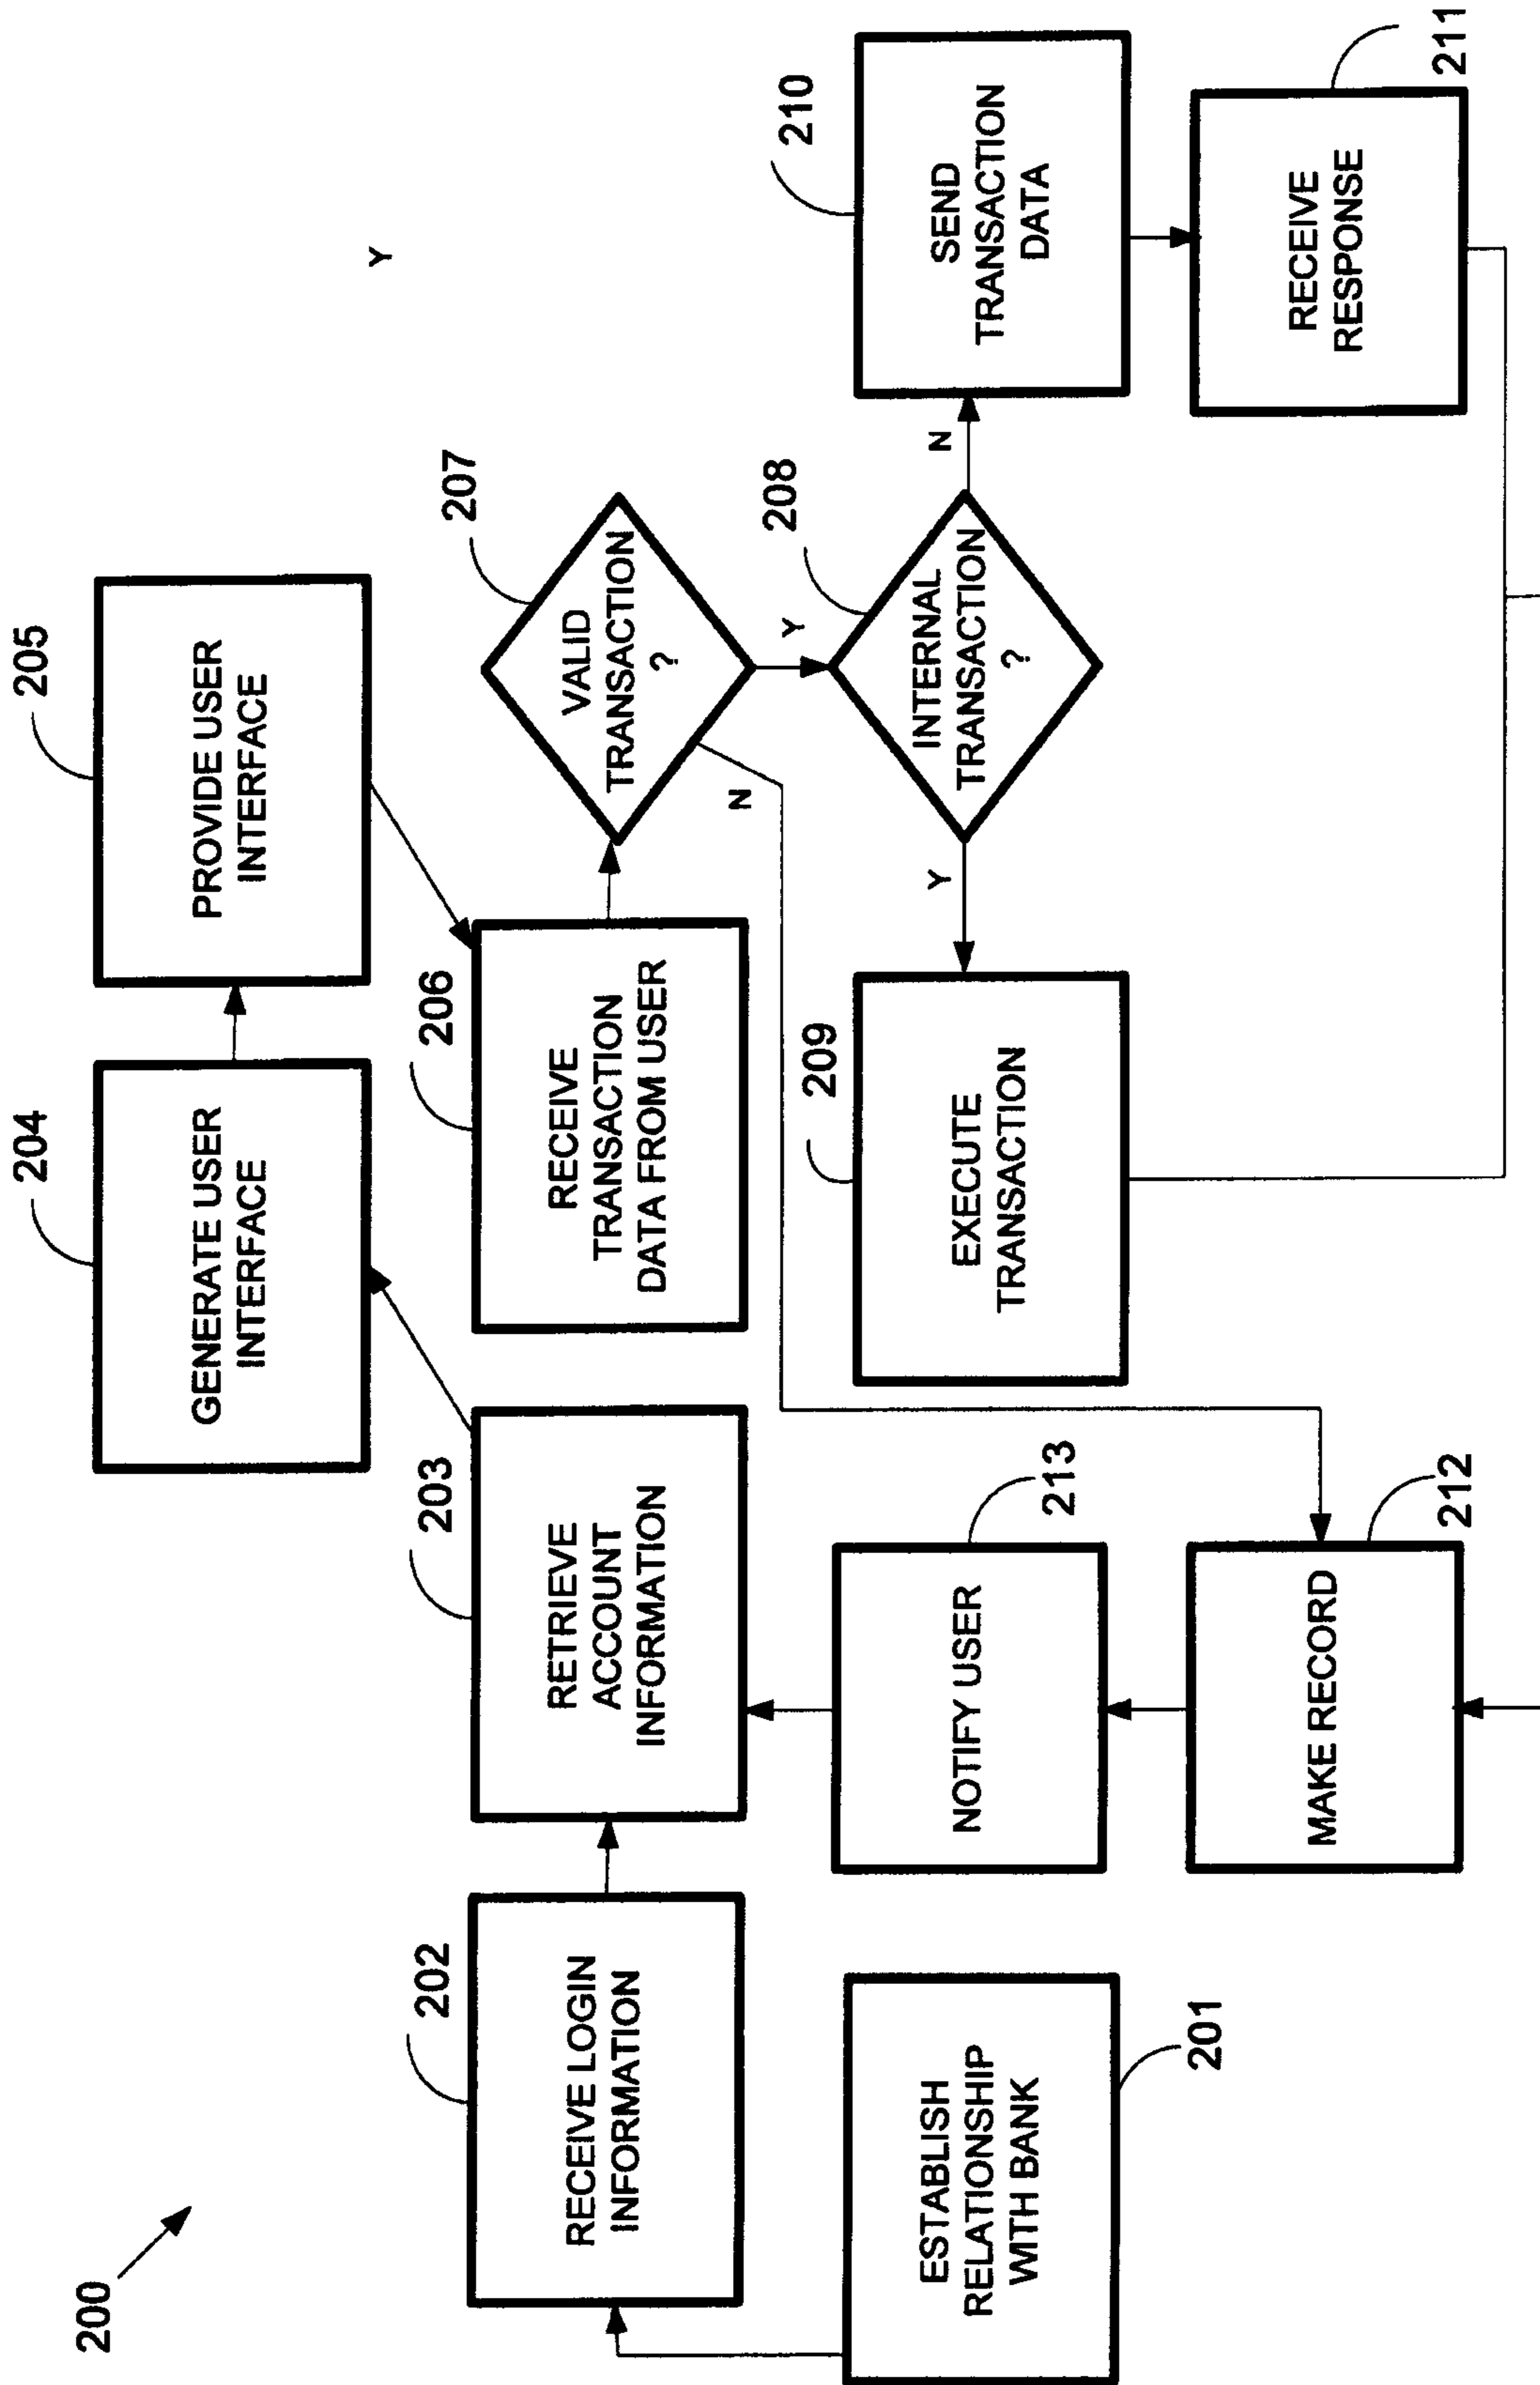 200
201
ESTABLISH
RELATIONSHIP
WITH BANK
202
RECEIVE LOGIN
INFORMATION
203
RETRIEVE
ACCOUNT
INFORMATION
204
GENERATE USER
INTERFACE
205
PROVIDE USER
INTERFACE
206
RECEIVE
TRANSACTION
DATA FROM USER
207
VALID
TRANSACTION
?
N
Y
Y
208
INTERNAL
TRANSACTION
?
Y
N
209
EXECUTE
TRANSACTION
210
SEND
TRANSACTION
DATA
211
RECEIVE
RESPONSE
212
MAKE RECORD
213
NOTIFY USER